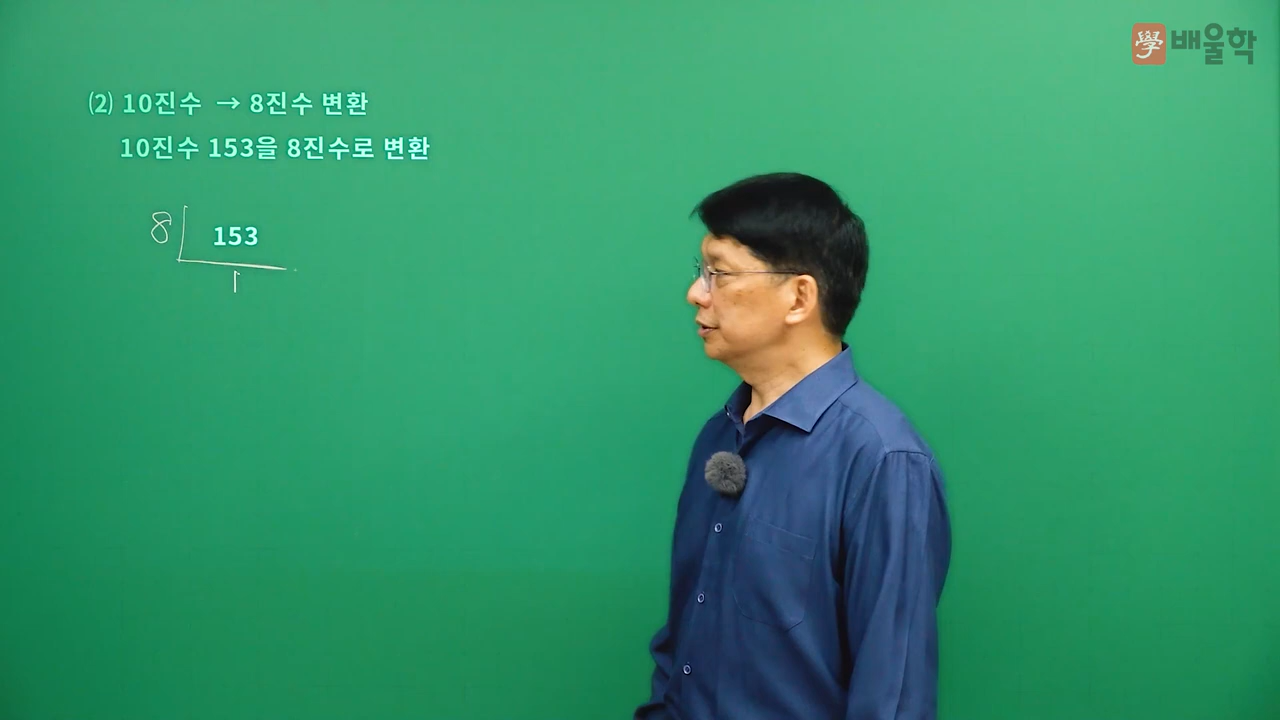 學 배울학
(2) 10진수 → 8진수 변환
10진수 153을 8진수로 변환
8 153
1